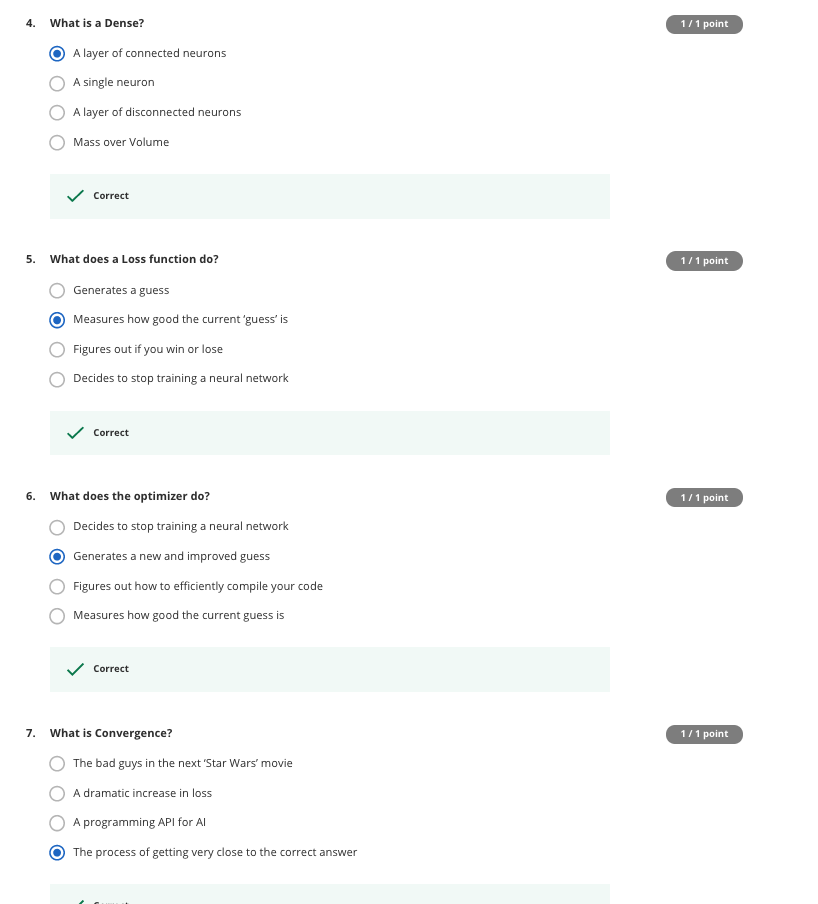 4. What is a Dense? 1 / 1 point
A layer of connected neurons
A single neuron
A layer of disconnected neurons
Mass over Volume
Correct
5. What does a Loss function do? 1 / 1 point
Generates a guess
Measures how good the current ‘guess’ is
Figures out if you win or lose
Decides to stop training a neural network
Correct
6. What does the optimizer do? 1 / 1 point
Decides to stop training a neural network
Generates a new and improved guess
Figures out how to efficiently compile your code
Measures how good the current guess is
Correct
7. What is Convergence? 1 / 1 point
The bad guys in the next ‘Star Wars’ movie
A dramatic increase in loss
A programming API for AI
The process of getting very close to the correct answer